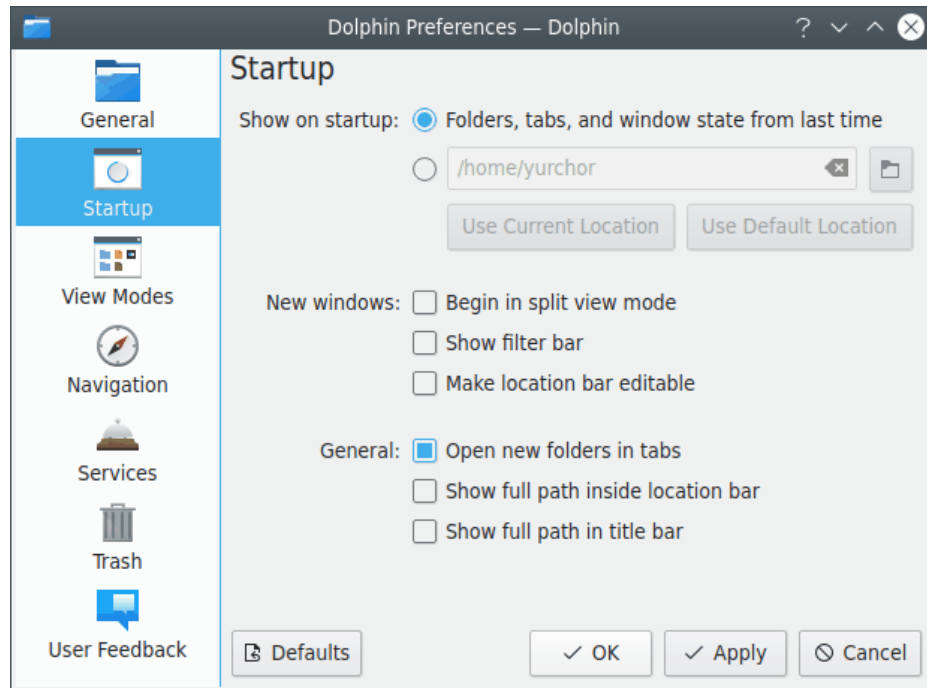 Dolphin Preferences — Dolphin
Startup
General
Show on startup: Folders, tabs, and window state from last time
/home/yurchor
Startup
Use Current Location Use Default Location
View Modes
New windows: Begin in split view mode
Show filter bar
Navigation
Make location bar editable
General: Open new folders in tabs
Services
Show full path inside location bar
Show full path in title bar
Trash
User Feedback
Defaults OK Apply Cancel